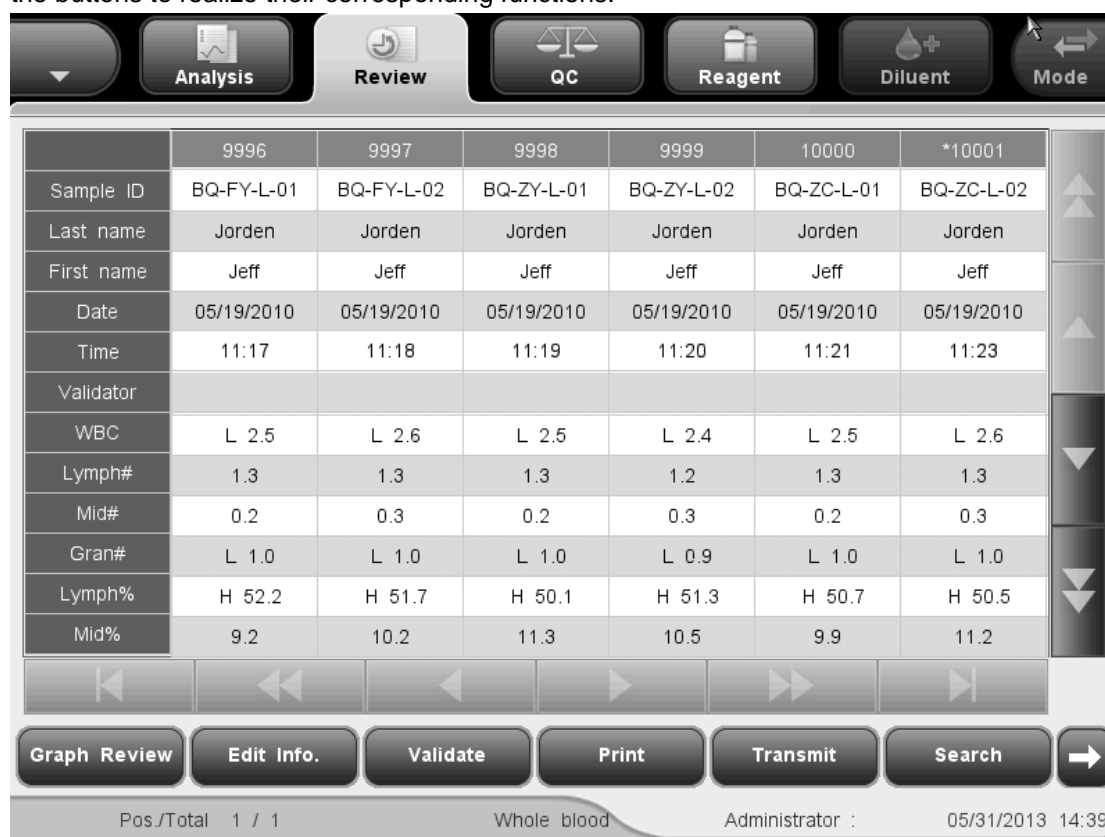 the buttons to realize their corresponding functions.
Analysis Review QC Reagent Diluent Mode
9996 9997 9998 9999 10000 *10001
Sample ID BQ-FY-L-01 BQ-FY-L-02 BQ-ZY-L-01 BQ-ZY-L-02 BQ-ZC-L-01 BQ-ZC-L-02
Last name Jorden Jorden Jorden Jorden Jorden Jorden
First name Jeff Jeff Jeff Jeff Jeff Jeff
Date 05/19/2010 05/19/2010 05/19/2010 05/19/2010 05/19/2010 05/19/2010
Time 11:17 11:18 11:19 11:20 11:21 11:23
Validator
WBC L 2.5 L 2.6 L 2.5 L 2.4 L 2.5 L 2.6
Lymph# 1.3 1.3 1.3 1.2 1.3 1.3
Mid# 0.2 0.3 0.2 0.3 0.2 0.3
Gran# L 1.0 L 1.0 L 1.0 L 0.9 L 1.0 L 1.0
Lymph% H 52.2 H 51.7 H 50.1 H 51.3 H 50.7 H 50.5
Mid% 9.2 10.2 11.3 10.5 9.9 11.2
Graph Review Edit Info. Validate Print Transmit Search
Pos./Total 1 / 1 Whole blood Administrator : 05/31/2013 14:39